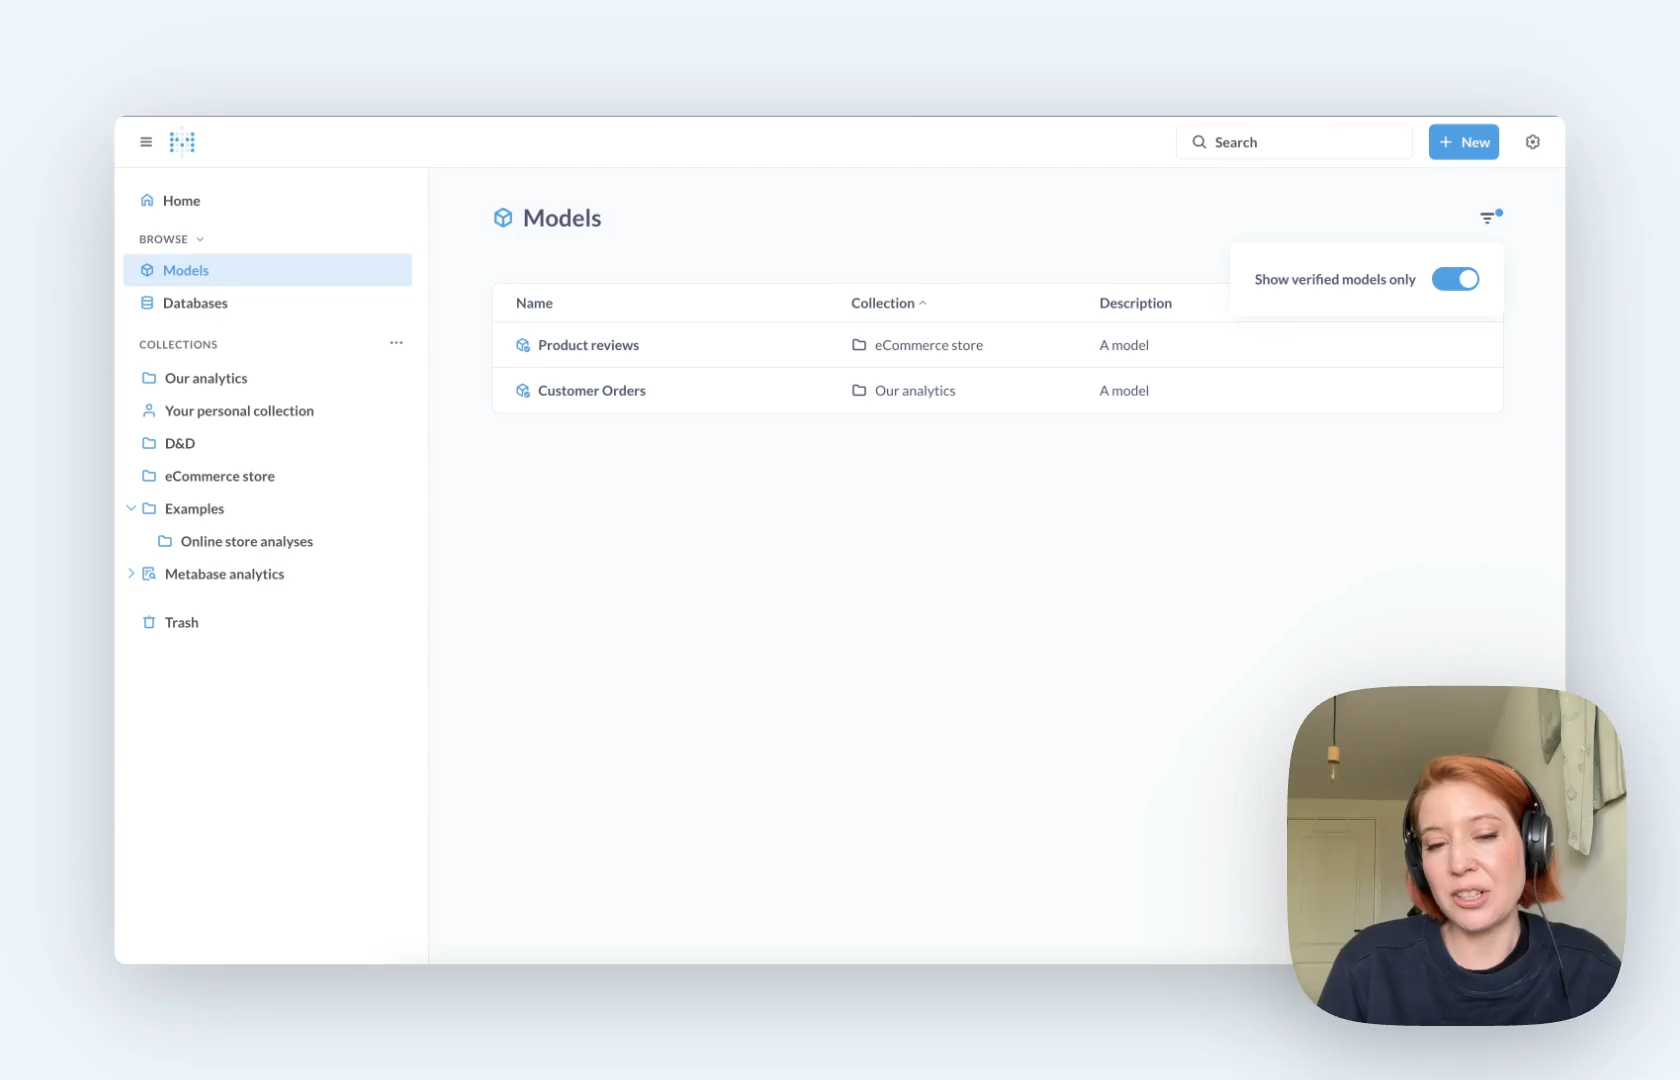 Search
New
Home
BROWSE
Models
Databases
COLLECTIONS
Our analytics
Your personal collection
D&D
eCommerce store
Examples
Online store analyses
Metabase analytics
Trash
Models
Show verified models only
Name Collection Description
Product reviews eCommerce store A model
Customer Orders Our analytics A model